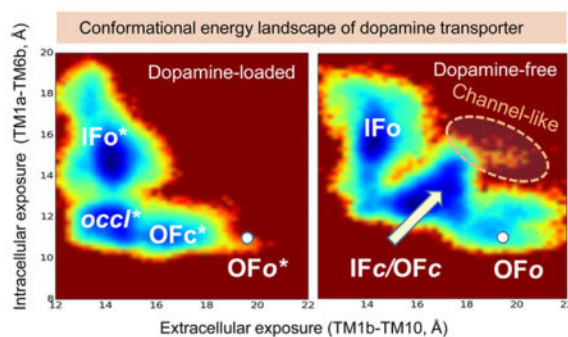 Conformational energy landscape of dopamine transporter
Intracellular exposure (TM1a-TM6b, Å)
20
18
16
14
12
10
8
Dopamine-loaded
IFo*
occl*
OFc*
OFo*
12 14 16 18 20 22
Dopamine-free
Channel-like
IFo
IFc/OFc
OFo
14 16 18 20 22
Extracellular exposure (TM1b-TM10, Å)